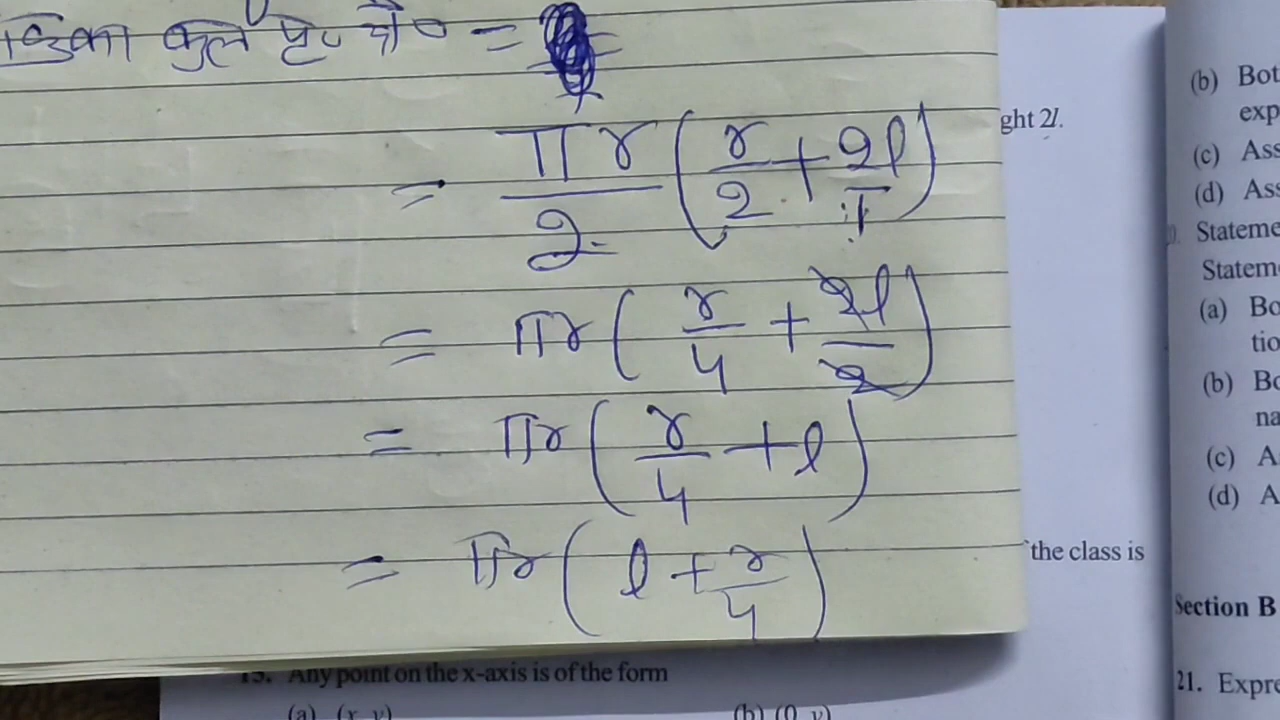 कुल पृ० क्षे० =
= πr/2 (r/2 + 2l/1)
= πr (r/4 + 2l/2)
= πr (r/4 + l)
= πr (l + r/4)
ght 2l.
the class is
15. Any point on the x-axis is of the form
(a) (x, y) (b) (0, y)
(b) Bot
exp
(c) Ass
(d) Ass
Stateme
Statem
(a) Bo
tio
(b) Bo
na
(c) A
(d) A
Section B
21. Expre